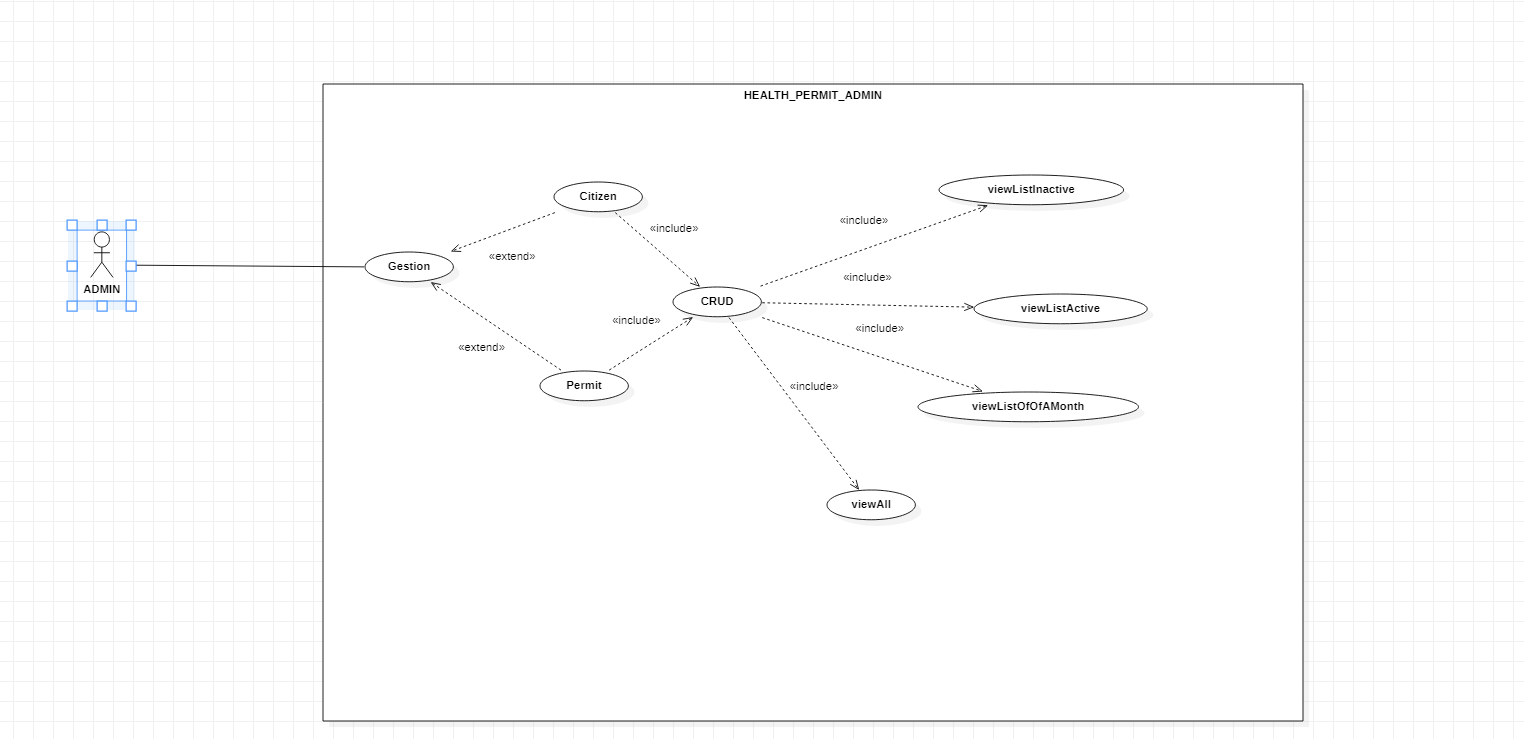 HEALTH_PERMIT_ADMIN
Citizen
viewListInactive
«include»
«include»
«extend»
Gestion
«include»
ADMIN
CRUD
viewListActive
«include»
«include»
«extend»
Permit
«include»
viewListOfOfAMonth
viewAll